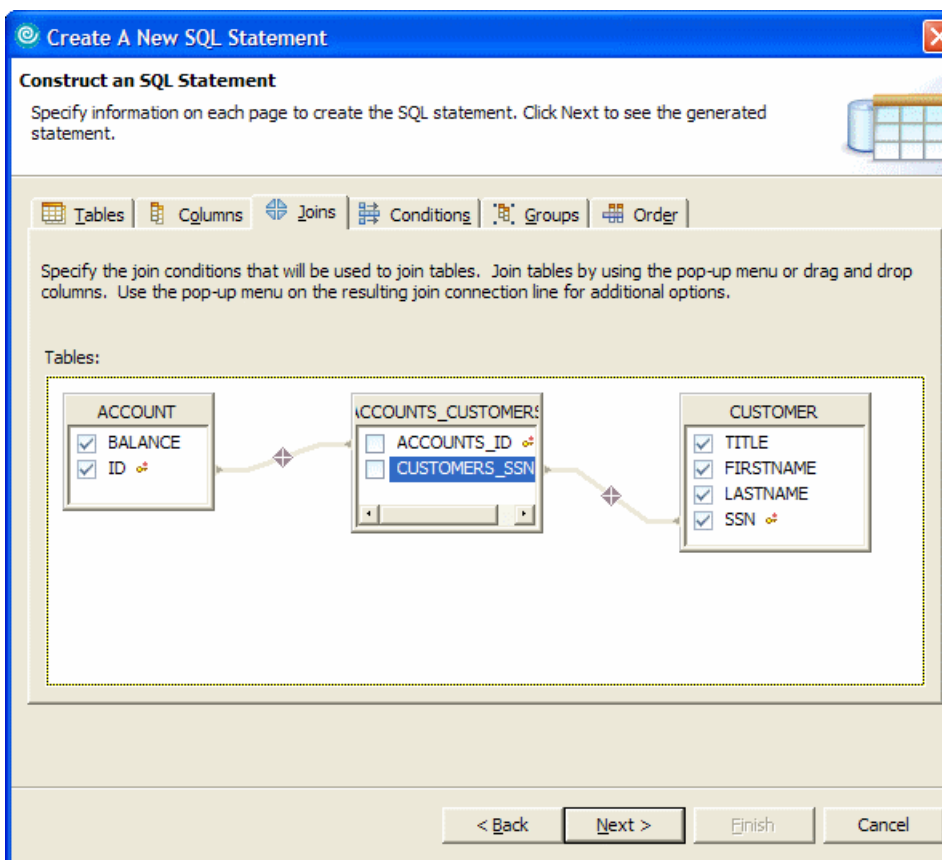 Create A New SQL Statement
Construct an SQL Statement
Specify information on each page to create the SQL statement. Click Next to see the generated
statement.
Tables Columns Joins Conditions Groups Order
Specify the join conditions that will be used to join tables. Join tables by using the pop-up menu or drag and drop
columns. Use the pop-up menu on the resulting join connection line for additional options.
Tables:
ACCOUNT
BALANCE
ID
ACCOUNTS_CUSTOMERS
ACCOUNTS_ID
CUSTOMERS_SSN
CUSTOMER
TITLE
FIRSTNAME
LASTNAME
SSN
< Back Next > Finish Cancel